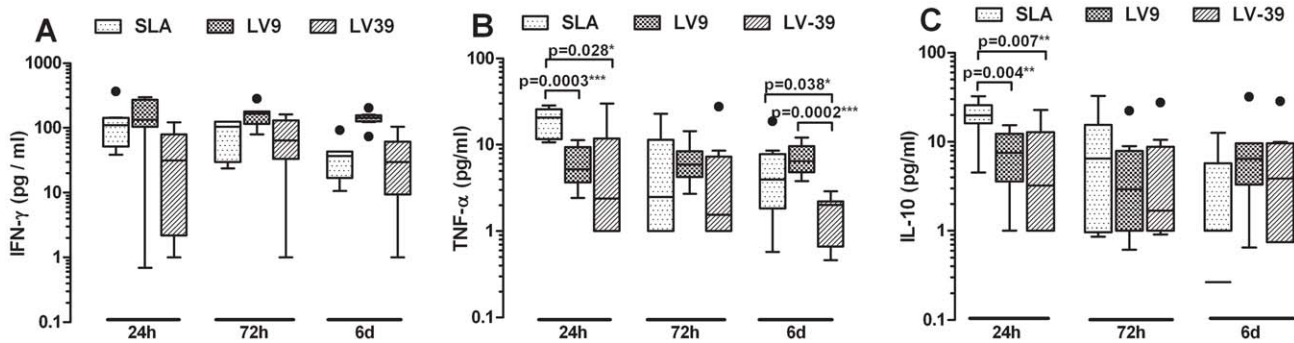 A
SLA LV9 LV39
IFN-γ (pg / ml)
1000
100
10
1
0.1
24h 72h 6d
B
SLA LV9 LV-39
TNF-α (pg/ml)
100
10
1
0.1
p=0.028*
p=0.0003***
p=0.038*
p=0.0002***
24h 72h 6d
C
SLA LV9 LV-39
IL-10 (pg/ml)
100
10
1
0.1
p=0.007**
p=0.004**
24h 72h 6d